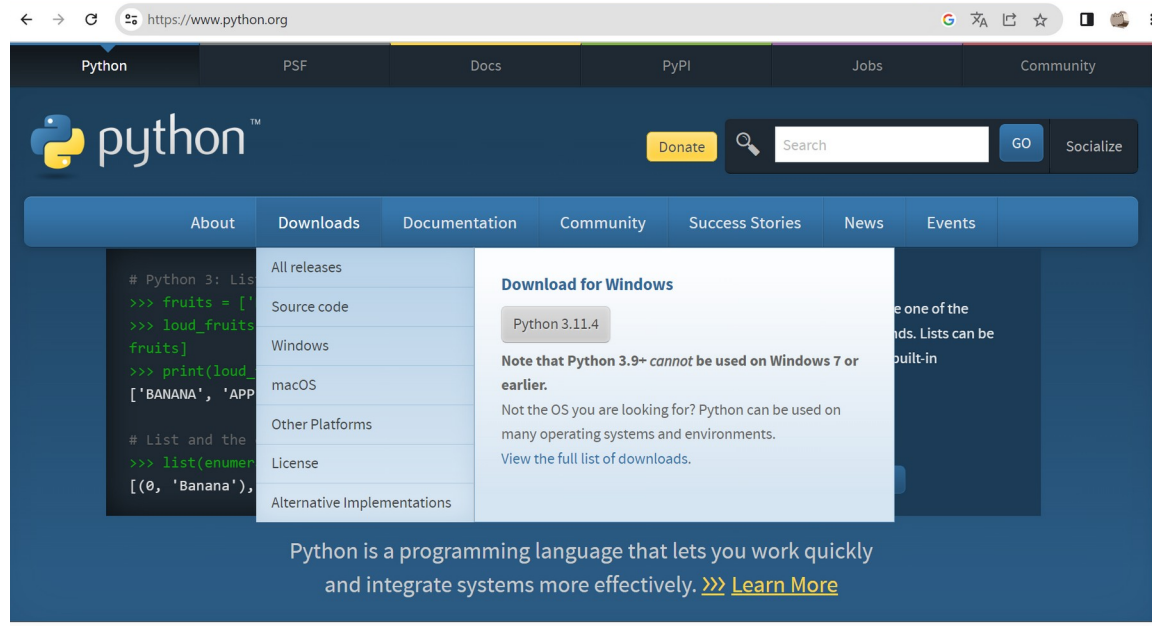 https://www.python.org
Python PSF Docs PyPI Jobs Community
python™
Donate Search GO Socialize
About Downloads Documentation Community Success Stories News Events
# Python 3: Lis
>>> fruits = ['
>>> loud_fruits
fruits]
>>> print(loud_
['BANANA', 'APP
# List and the
>>> list(enumer
[(0, 'Banana'),
All releases
Source code
Windows
macOS
Other Platforms
License
Alternative Implementations
Download for Windows
Python 3.11.4
Note that Python 3.9+ cannot be used on Windows 7 or
earlier.
Not the OS you are looking for? Python can be used on
many operating systems and environments.
View the full list of downloads.
e one of the
ds. Lists can be
built-in
Python is a programming language that lets you work quickly
and integrate systems more effectively. >>> Learn More